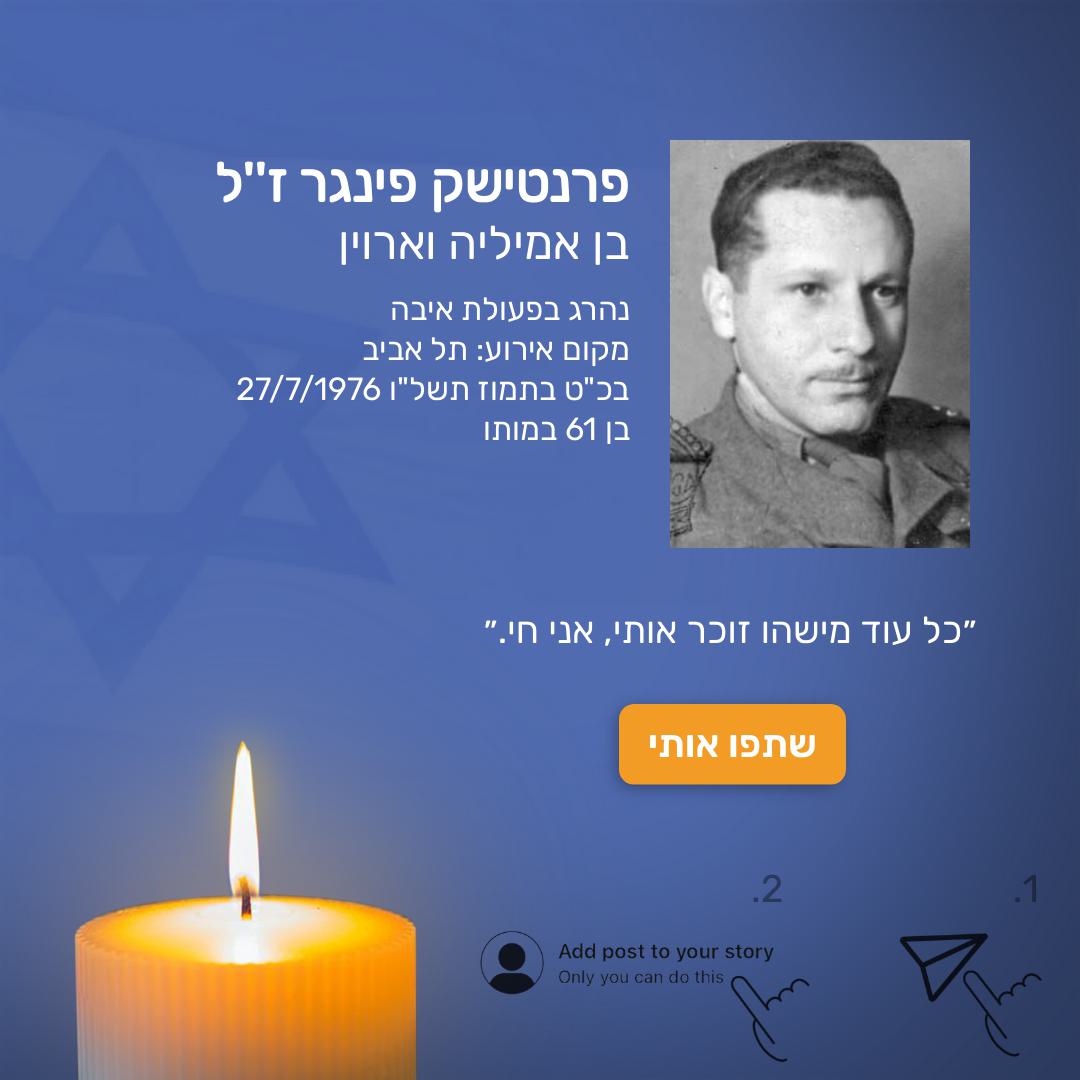 פרנטישק פינגר ז"ל
בן אמיליה וארוין
נהרג בפעולת איבה
מקום אירוע: תל אביב
בכ"ט בתמוז תשל"ו 27/7/1976
בן 61 במותו
״כל עוד מישהו זוכר אותי, אני חי.״
שתפו אותי
1.
2.
Add post to your story
Only you can do this